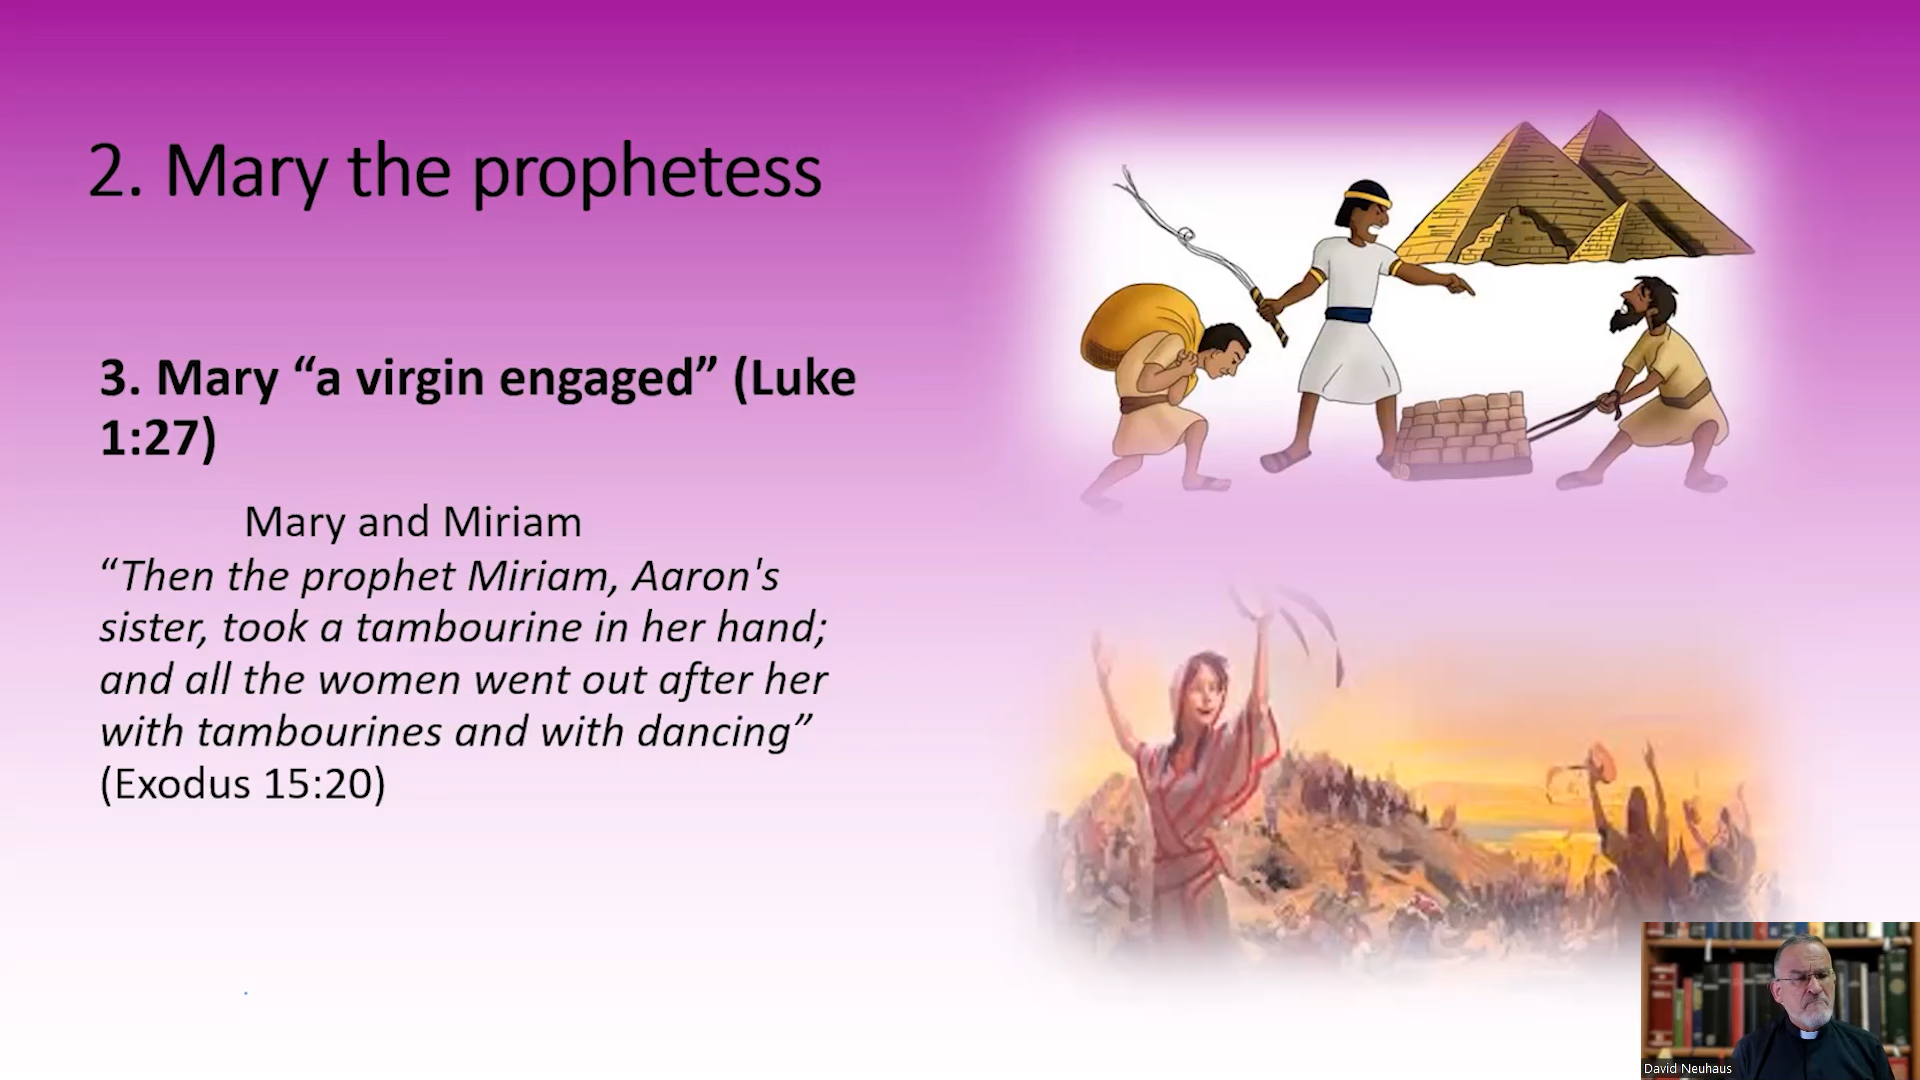 2. Mary the prophetess
3. Mary “a virgin engaged” (Luke
1:27)
Mary and Miriam
“Then the prophet Miriam, Aaron's
sister, took a tambourine in her hand;
and all the women went out after her
with tambourines and with dancing”
(Exodus 15:20)
David Neuhaus